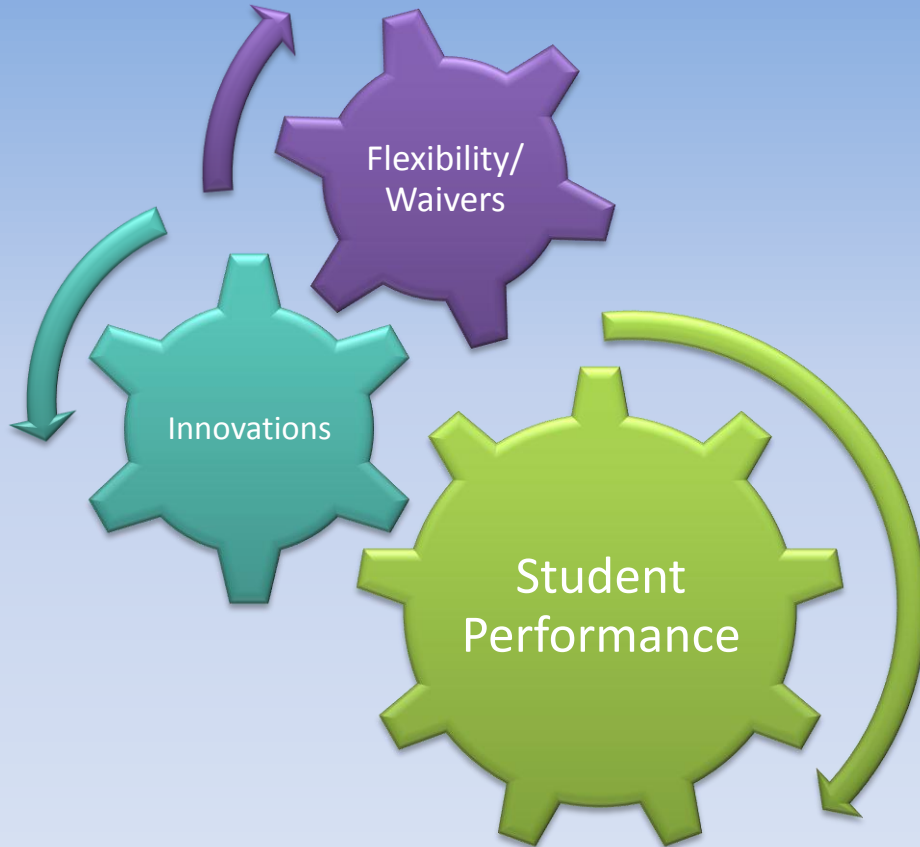 Flexibility/
Waivers
Innovations
Student
Performance